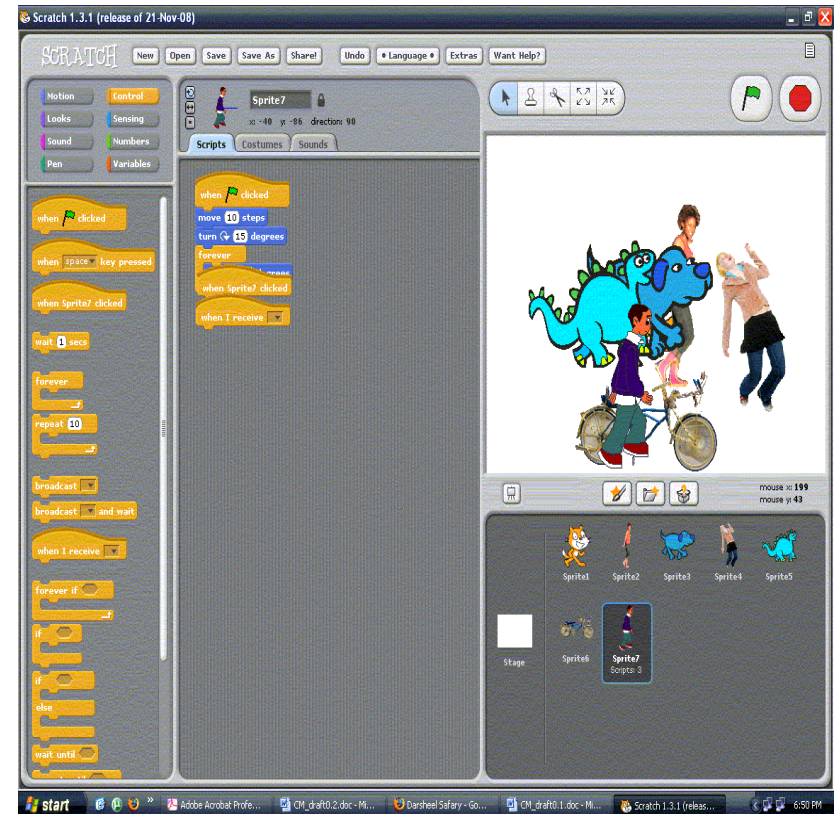 Scratch 1.3.1 (release of 21-Nov-08)
SCRATCH New Open Save Save As Share! Undo • Language • Extras Want Help?
Motion Control
Looks Sensing
Sound Numbers
Pen Variables
Sprite7
x: -40 y: -86 direction: 90
Scripts Costumes Sounds
when clicked
when space key pressed
when Sprite7 clicked
wait 1 secs
forever
repeat 10
broadcast
broadcast and wait
when I receive
forever if
if
if
else
wait until
when clicked
move 10 steps
turn 15 degrees
forever
when Sprite7 clicked
when I receive
mouse x: 199
mouse y: 43
Sprite1 Sprite2 Sprite3 Sprite4 Sprite5
Stage
Sprite6 Sprite7
Scripts: 3
start » Adobe Acrobat Profe... CM_draft0.2.doc - Mi... Darsheel Safary - Go... CM_draft0.1.doc - Mi... Scratch 1.3.1 (releas... 6:50 PM